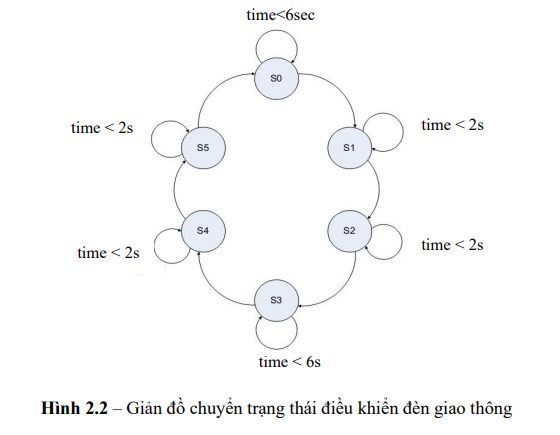 time<6sec
S0
time < 2s
time < 2s
S5
S1
S4
S2
time < 2s
time < 2s
S3
time < 6s
Hình 2.2 – Giản đồ chuyển trạng thái điều khiển đèn giao thông